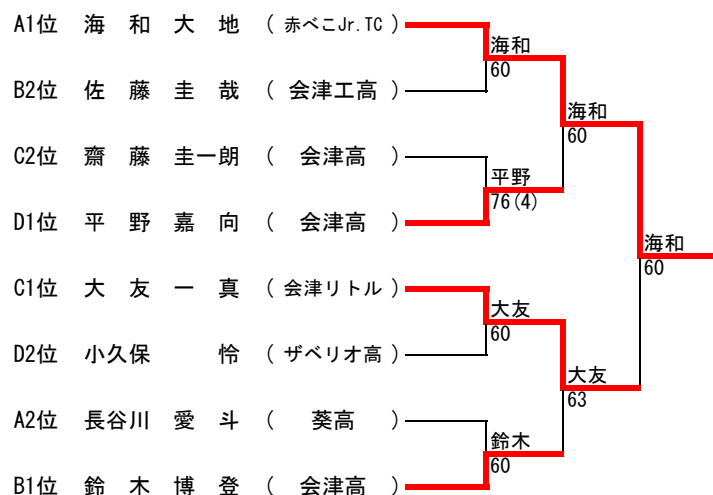 A1位 海 和 大 地 ( 赤べこJr.TC )
海和
60
B2位 佐 藤 圭 哉 ( 会津工高 )
海和
60
C2位 齋 藤 圭一朗 ( 会津高 )
平野
76(4)
D1位 平 野 嘉 向 ( 会津高 )
海和
60
C1位 大 友 一 真 ( 会津リトル )
大友
60
D2位 小久保 怜 ( ザベリオ高 )
大友
63
A2位 長谷川 愛 斗 ( 葵高 )
鈴木
60
B1位 鈴 木 博 登 ( 会津高 )